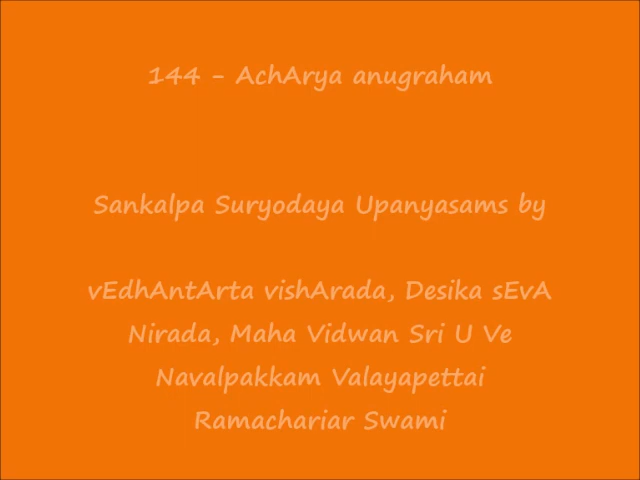 144 - AchArya anugraham
Sankalpa Suryodaya Upanyasams by
vEdhAntArta vishArada, Desika sEvA
Nirada, Maha Vidwan Sri U Ve
Navalpakkam Valayapettai
Ramachariar Swami